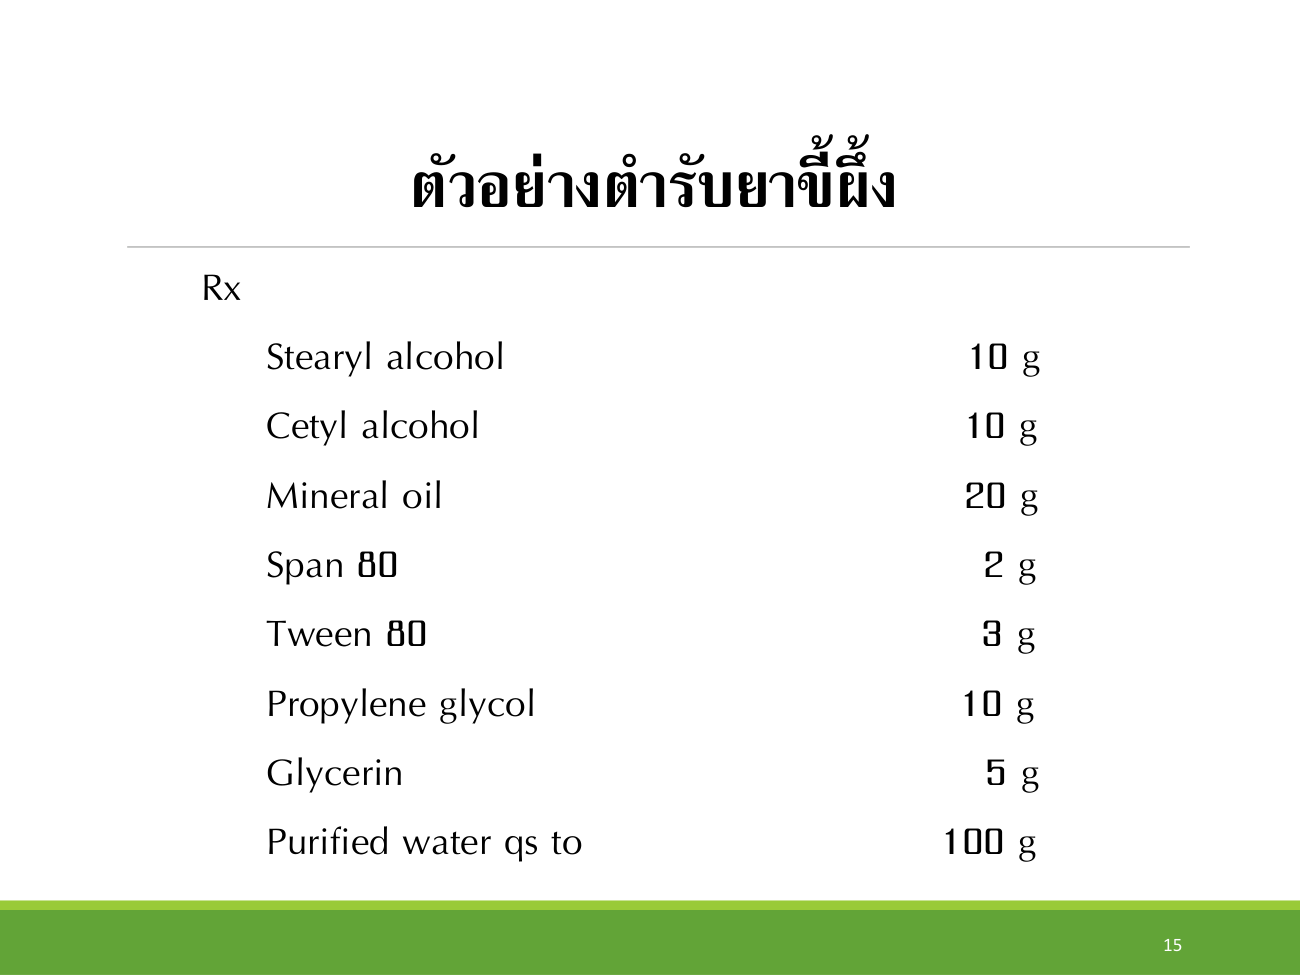 ตัวอย่างตำรับยาขี้ผึ้ง
Rx
Stearyl alcohol 10 g
Cetyl alcohol 10 g
Mineral oil 20 g
Span 80 2 g
Tween 80 3 g
Propylene glycol 10 g
Glycerin 5 g
Purified water qs to 100 g
15